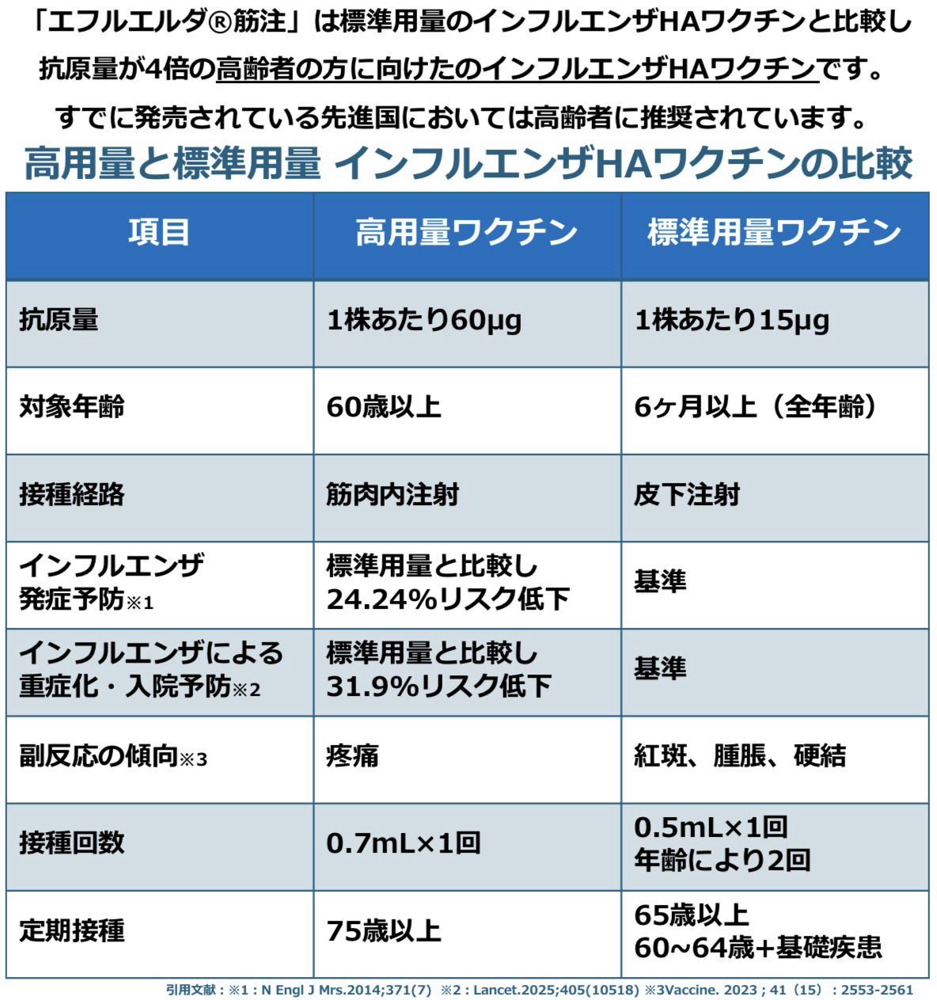 「エフルエルダ®筋注」は標準用量のインフルエンザHAワクチンと比較し
抗原量が4倍の高齢者の方に向けたのインフルエンザHAワクチンです。
すでに発売されている先進国においては高齢者に推奨されています。
高用量と標準用量 インフルエンザHAワクチンの比較
項目 高用量ワクチン 標準用量ワクチン
抗原量 1株あたり60μg 1株あたり15μg
対象年齢 60歳以上 6ヶ月以上（全年齢）
接種経路 筋肉内注射 皮下注射
インフルエンザ
発症予防※1
標準用量と比較し
24.24%リスク低下
基準
インフルエンザによる
重症化・入院予防※2
標準用量と比較し
31.9%リスク低下
基準
副反応の傾向※3 疼痛 紅斑、腫脹、硬結
接種回数 0.7mL×1回
0.5mL×1回
年齢により2回
定期接種 75歳以上
65歳以上
60~64歳+基礎疾患
引用文献：※1：N Engl J Mrs.2014;371(7) ※2：Lancet.2025;405(10518) ※3Vaccine. 2023 ; 41（15）: 2553-2561